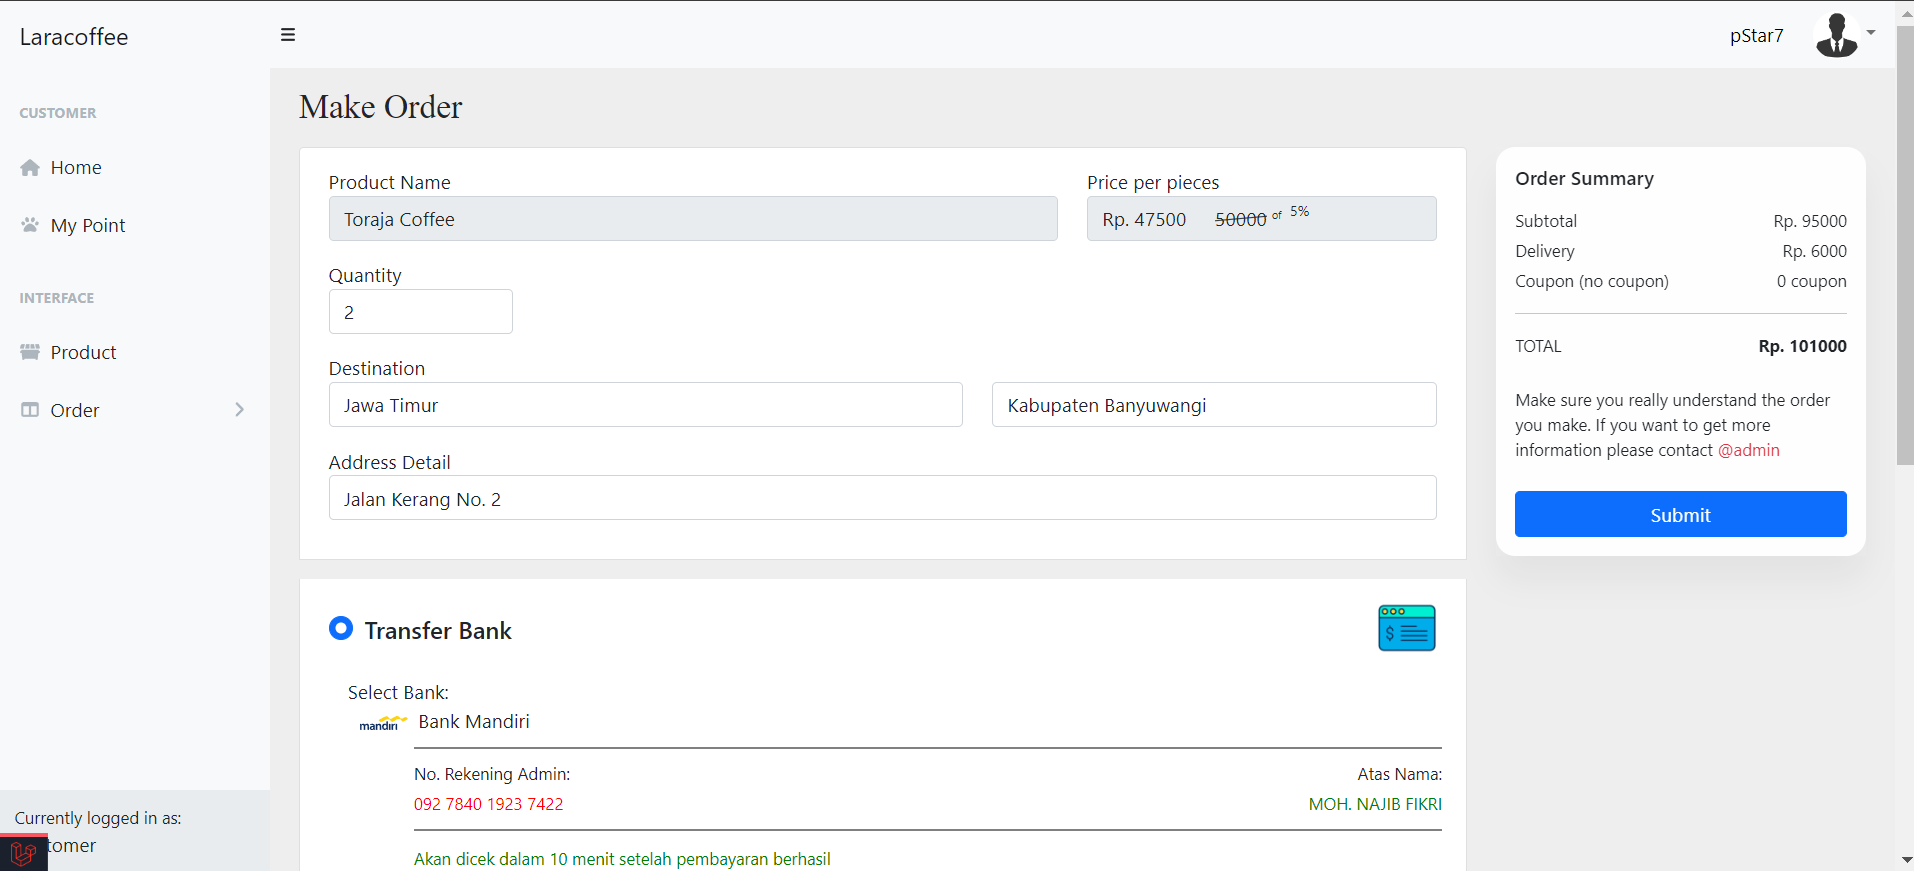 Laracoffee
pStar7
CUSTOMER
Home
My Point
INTERFACE
Product
Order
Currently logged in as:
tomer
Make Order
Product Name
Price per pieces
Toraja Coffee
Rp. 47500 50000 of 5%
Quantity
2
Destination
Jawa Timur
Kabupaten Banyuwangi
Address Detail
Jalan Kerang No. 2
Transfer Bank
$
Select Bank:
mandiri Bank Mandiri
No. Rekening Admin:
Atas Nama:
092 7840 1923 7422
MOH. NAJIB FIKRI
Akan dicek dalam 10 menit setelah pembayaran berhasil
Order Summary
Subtotal Rp. 95000
Delivery Rp. 6000
Coupon (no coupon) 0 coupon
TOTAL Rp. 101000
Make sure you really understand the order
you make. If you want to get more
information please contact @admin
Submit